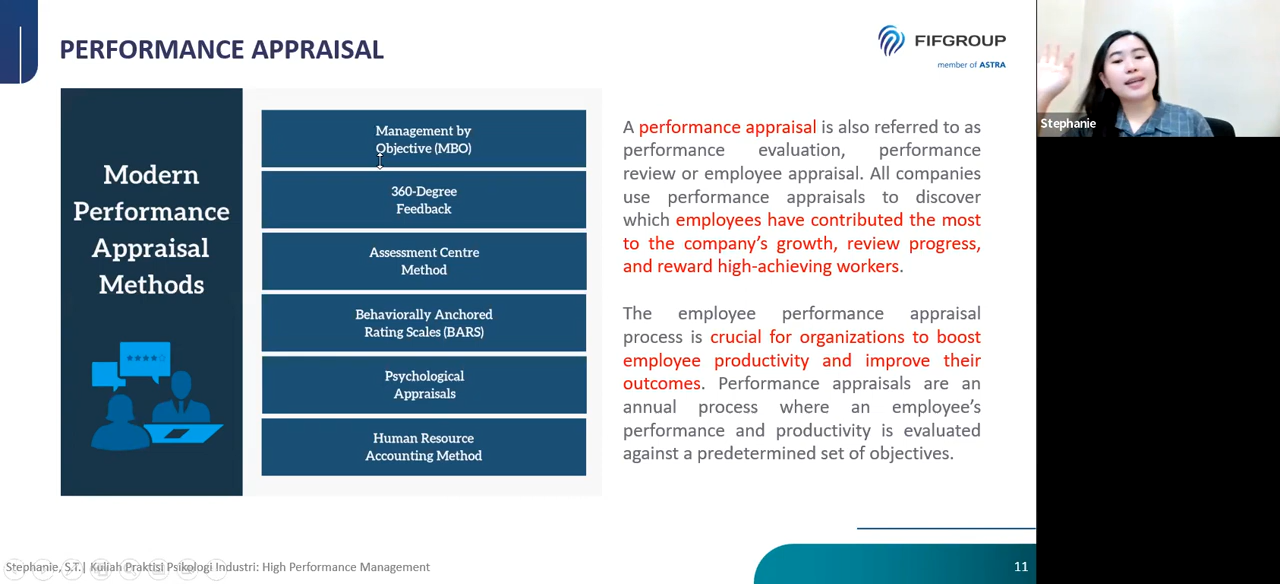 PERFORMANCE APPRAISAL
FIFGROUP
member of ASTRA
Stephanie
Modern
Performance
Appraisal
Methods
Management by
Objective (MBO)
360-Degree
Feedback
Assessment Centre
Method
Behaviorally Anchored
Rating Scales (BARS)
Psychological
Appraisals
Human Resource
Accounting Method
A performance appraisal is also referred to as
performance evaluation, performance
review or employee appraisal. All companies
use performance appraisals to discover
which employees have contributed the most
to the company’s growth, review progress,
and reward high-achieving workers.
The employee performance appraisal
process is crucial for organizations to boost
employee productivity and improve their
outcomes. Performance appraisals are an
annual process where an employee’s
performance and productivity is evaluated
against a predetermined set of objectives.
Stephanie, S.T.| Kuliah Praktisi Psikologi Industri: High Performance Management
11